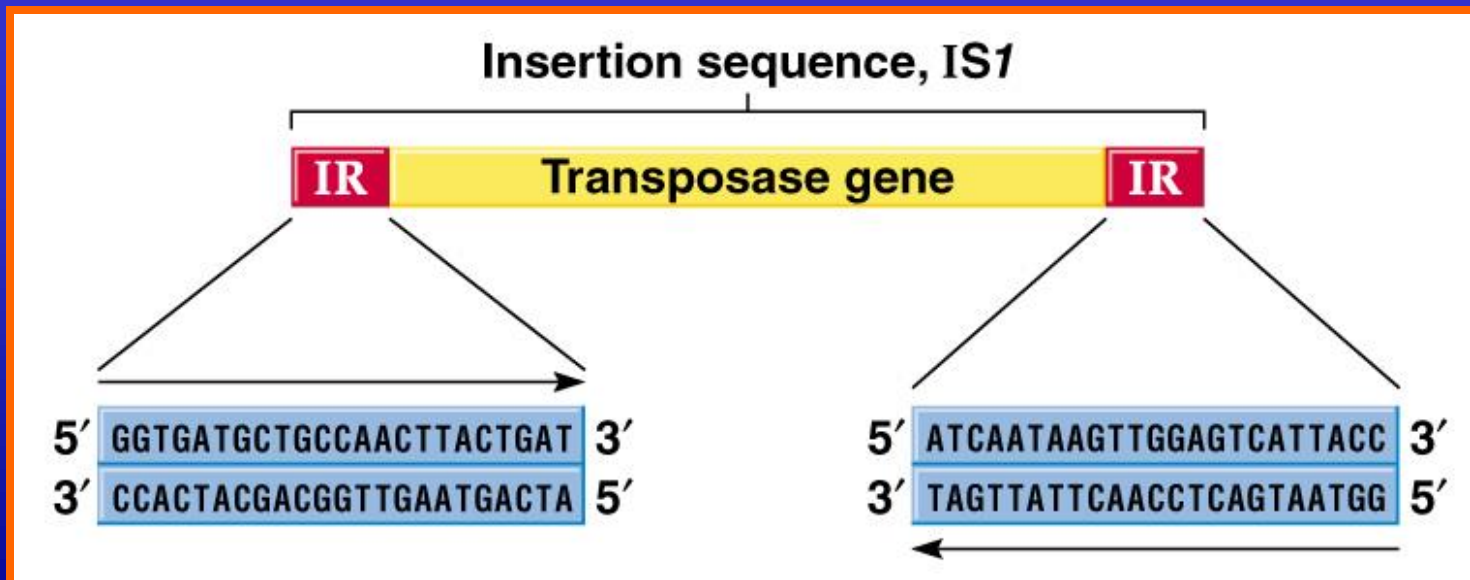 Insertion sequence, IS1
IR Transposase gene IR
5′ GGTGATGCTGCCAACTTACTGAT 3′
3′ CCACTACGACGGTTGAATGACTA 5′
5′ ATCAATAAGTTGGAGTCATTACC 3′
3′ TAGTTATTCAACCTCAGTAATGG 5′